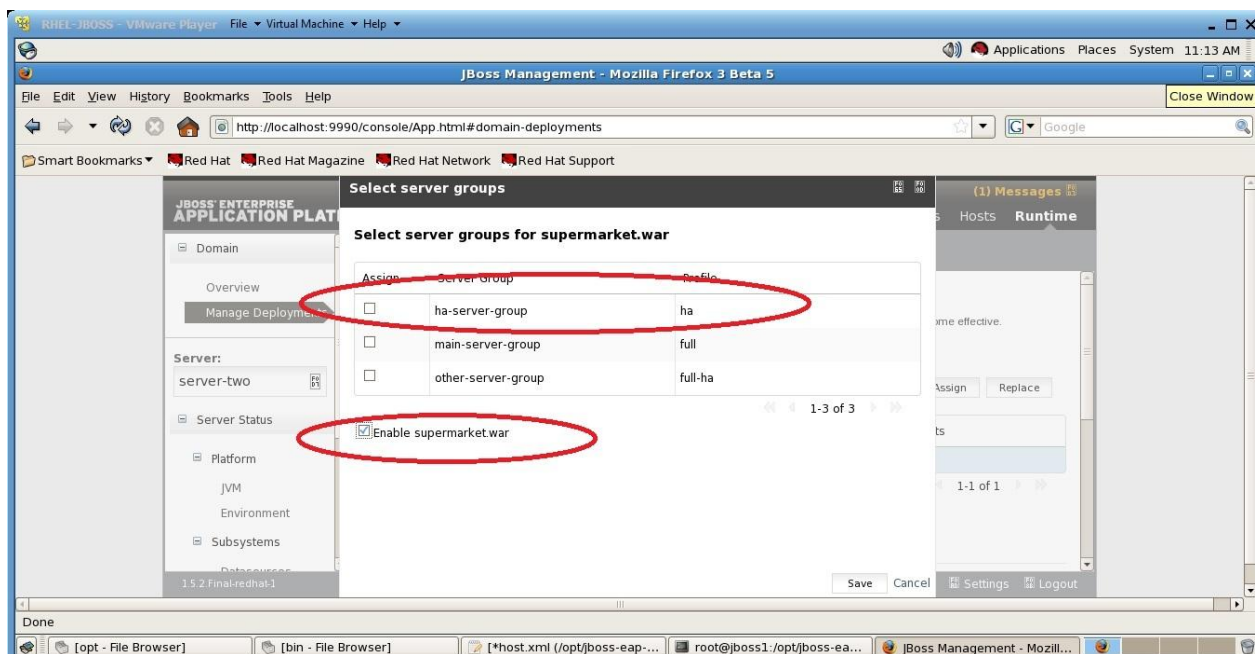 RHEL-JBOSS - VMware Player File Virtual Machine Help
Applications Places System 11:13 AM
JBoss Management - Mozilla Firefox 3 Beta 5
File Edit View History Bookmarks Tools Help
Close Window
http://localhost:9990/console/App.html#domain-deployments
Google
Smart Bookmarks Red Hat Red Hat Magazine Red Hat Network Red Hat Support
JBOSS ENTERPRISE
APPLICATION PLAT
Select server groups
(1) Messages
s Hosts Runtime
Select server groups for supermarket.war
Domain
Overview
Manage Deployments
Assign Server Group Profile
ha-server-group ha
main-server-group full
other-server-group full-ha
1-3 of 3
Enable supermarket.war
ome effective.
Assign Replace
ts
1-1 of 1
Server:
server-two
Server Status
Platform
JVM
Environment
Subsystems
Datasources
1.5.2.Final-redhat-1
Save Cancel
Settings Logout
Done
[opt - File Browser] [bin - File Browser] [*host.xml (/opt/jboss-eap-... root@jboss1:/opt/jboss-ea... JBoss Management - Mozill...